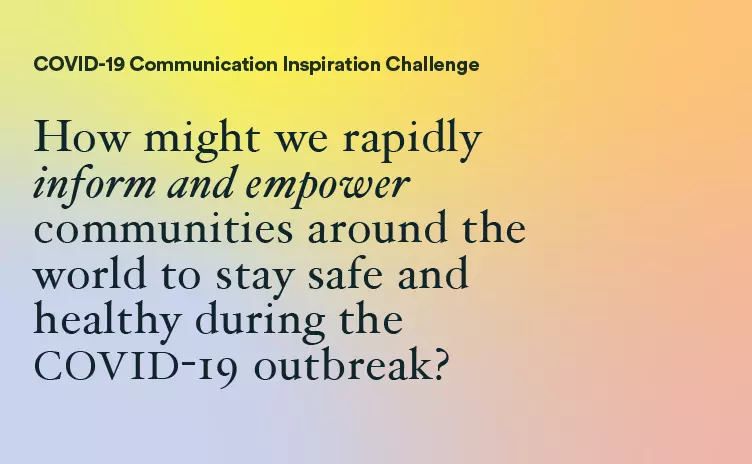 COVID-19 Communication Inspiration Challenge
How might we rapidly
inform and empower
communities around the
world to stay safe and
healthy during the
COVID-19 outbreak?